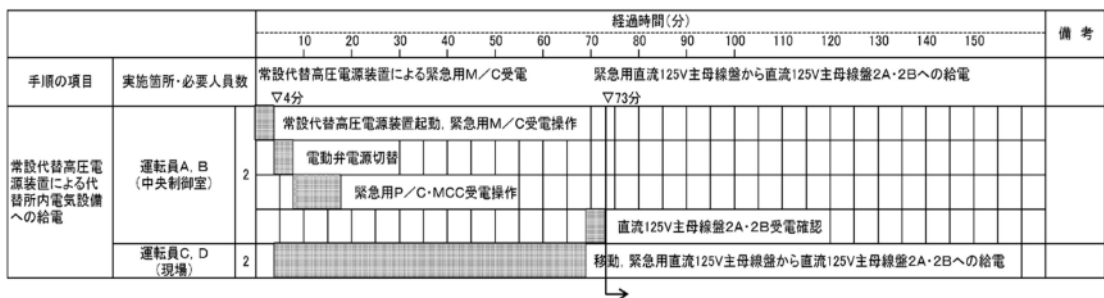 経過時間(分)
備 考
10 20 30 40 50 60 70 80 90 100 110 120 130 140 150
手順の項目
実施箇所・必要人員数
常設代替高圧電源装置による緊急用M/C受電
緊急用直流125V主母線盤から直流125V主母線盤2A・2Bへの給電
▽4分
▽73分
常設代替高圧電
源装置による代
替所内電気設備
への給電
運転員A, B
(中央制御室)
2
常設代替高圧電源装置起動, 緊急用M/C受電操作
電動弁電源切替
緊急用P/C・MCC受電操作
直流125V主母線盤2A・2B受電確認
運転員C, D
(現場)
2
移動, 緊急用直流125V主母線盤から直流125V主母線盤2A・2Bへの給電